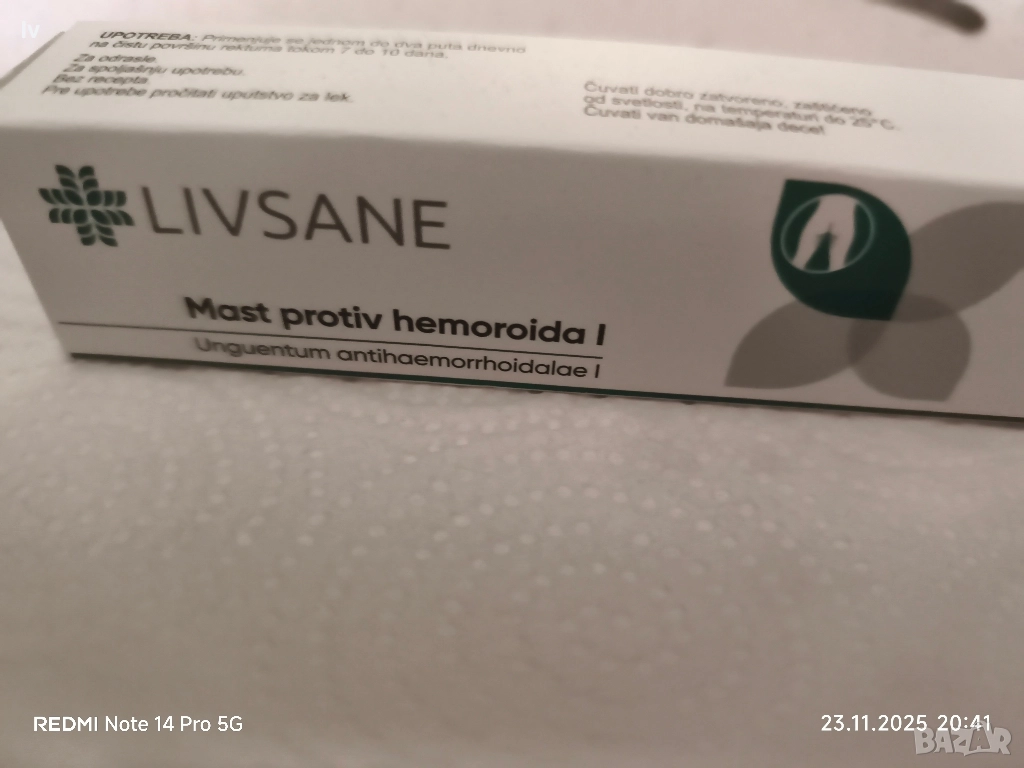 lv
UPOTREBA: Primenjuje se jednom do dva puta dnevno
na čistu površinu rektuma tokom 7 do 10 dana.
Za odrasle.
Za spoljašnju upotrebu.
Bez recepta.
Pre upotrebe pročitati uputstvo za lek.
Čuvati dobro zatvoreno, zaštićeno
od svetlosti, na temperaturi do 25°C.
Čuvati van domašaja dece!
LIVSANE
Mast protiv hemoroida I
Unguentum antihaemorrhoidalae I
REDMI Note 14 Pro 5G
23.11.2025 20:41
BAZAR